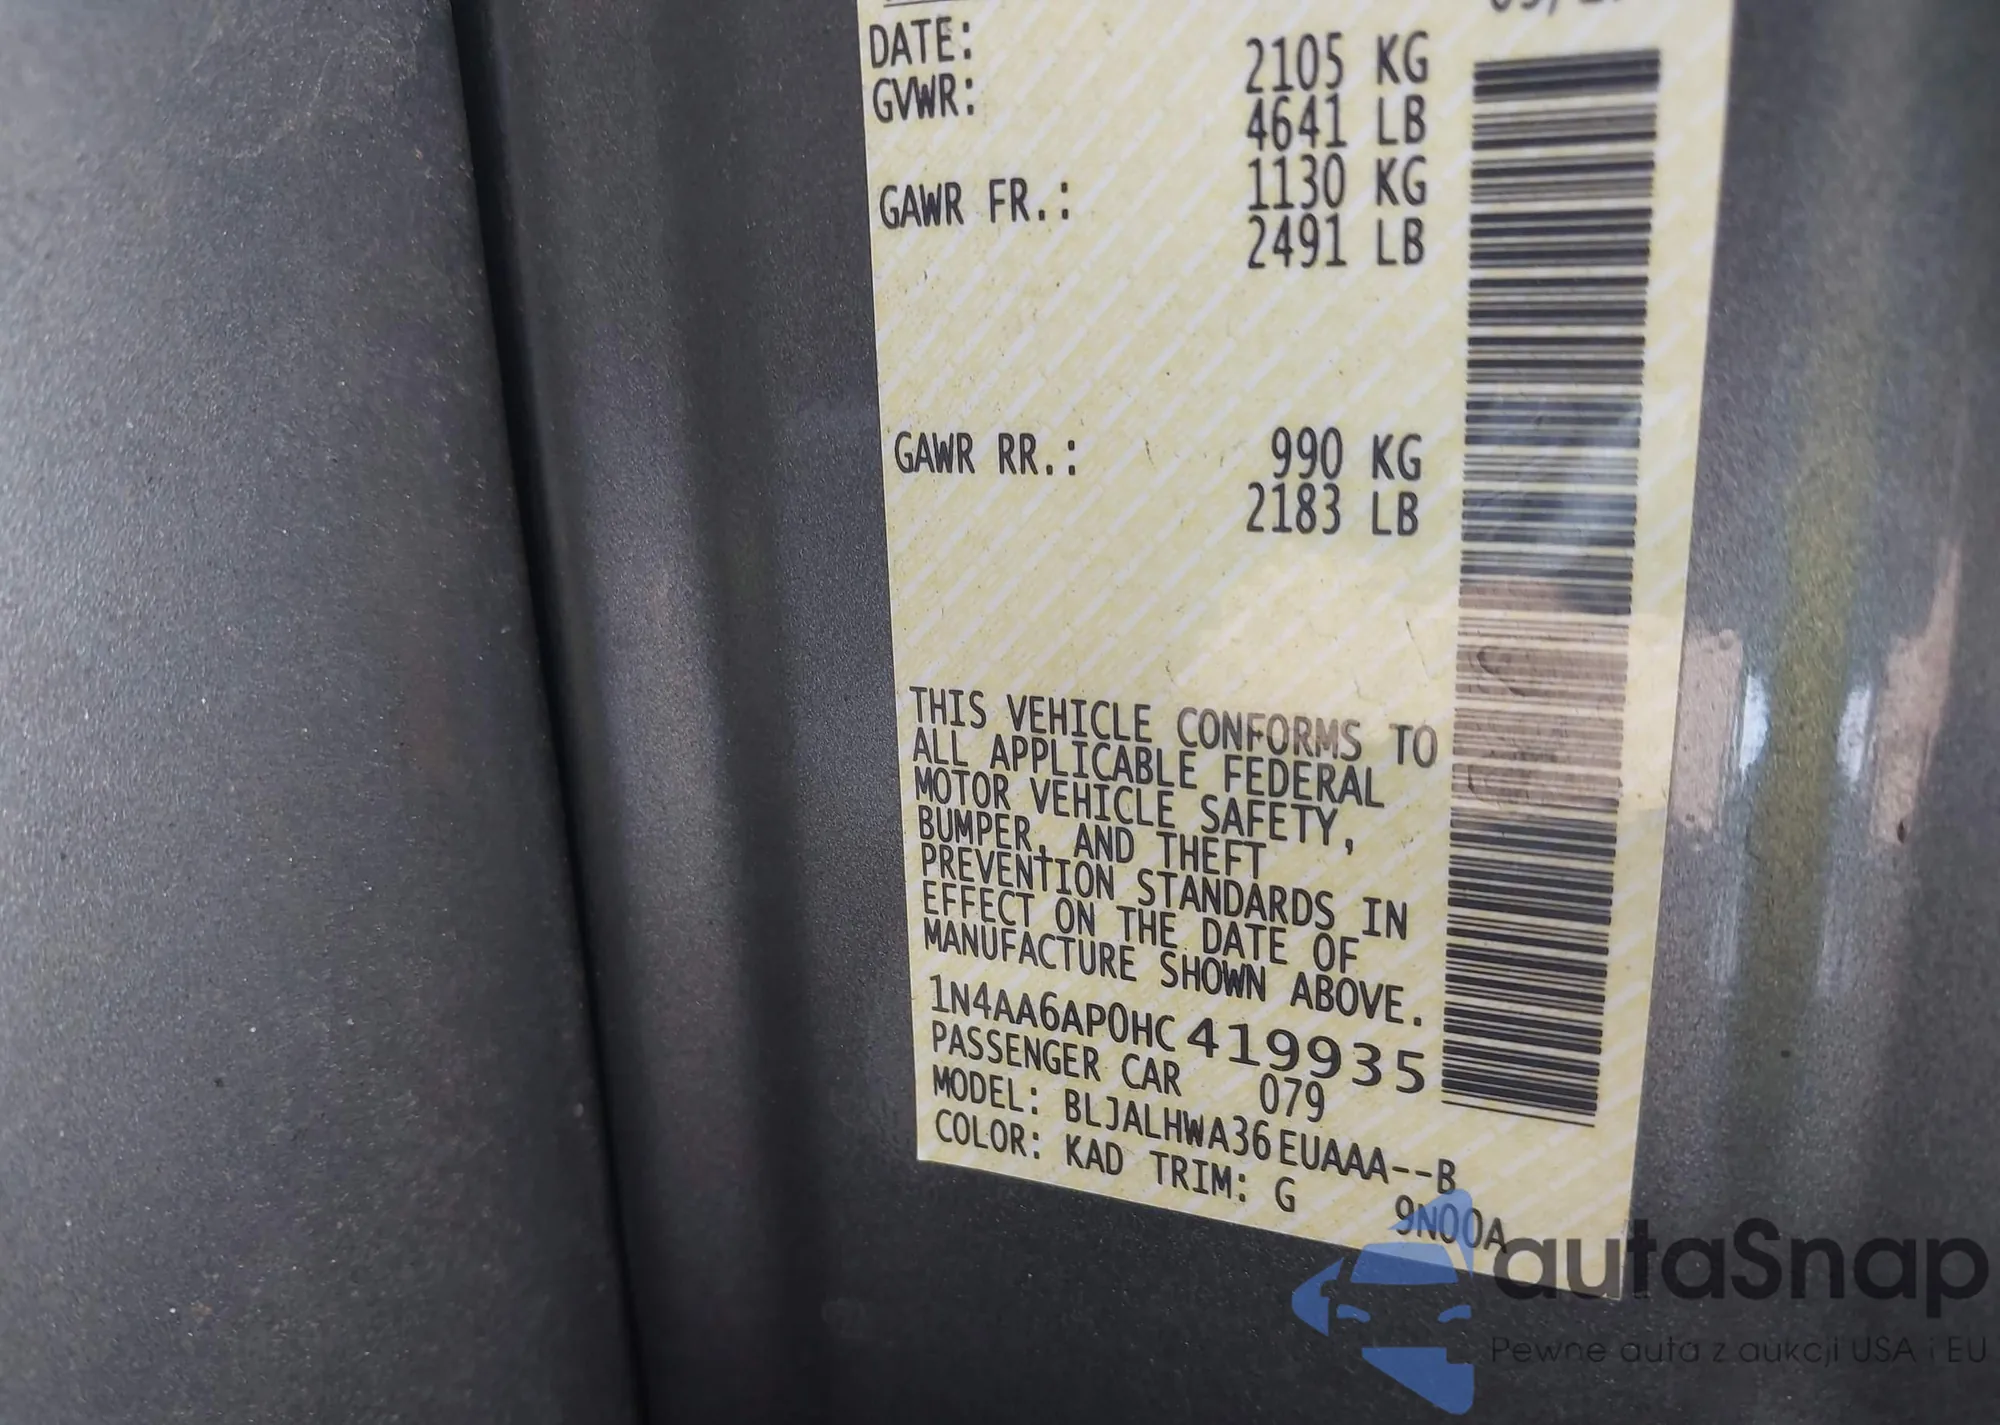 DATE:
GVWR: 2105 KG
4641 LB
GAWR FR.: 1130 KG
2491 LB
GAWR RR.: 990 KG
2183 LB
THIS VEHICLE CONFORMS TO
ALL APPLICABLE FEDERAL
MOTOR VEHICLE SAFETY,
BUMPER, AND THEFT
PREVENTION STANDARDS IN
EFFECT ON THE DATE OF
MANUFACTURE SHOWN ABOVE.
1N4AA6AP0HC 419935
PASSENGER CAR 079
MODEL: BLJALHWA36EUAAA--B
COLOR: KAD TRIM: G 9N00A
autaSnap
Pewne auta z aukcji USA i EU